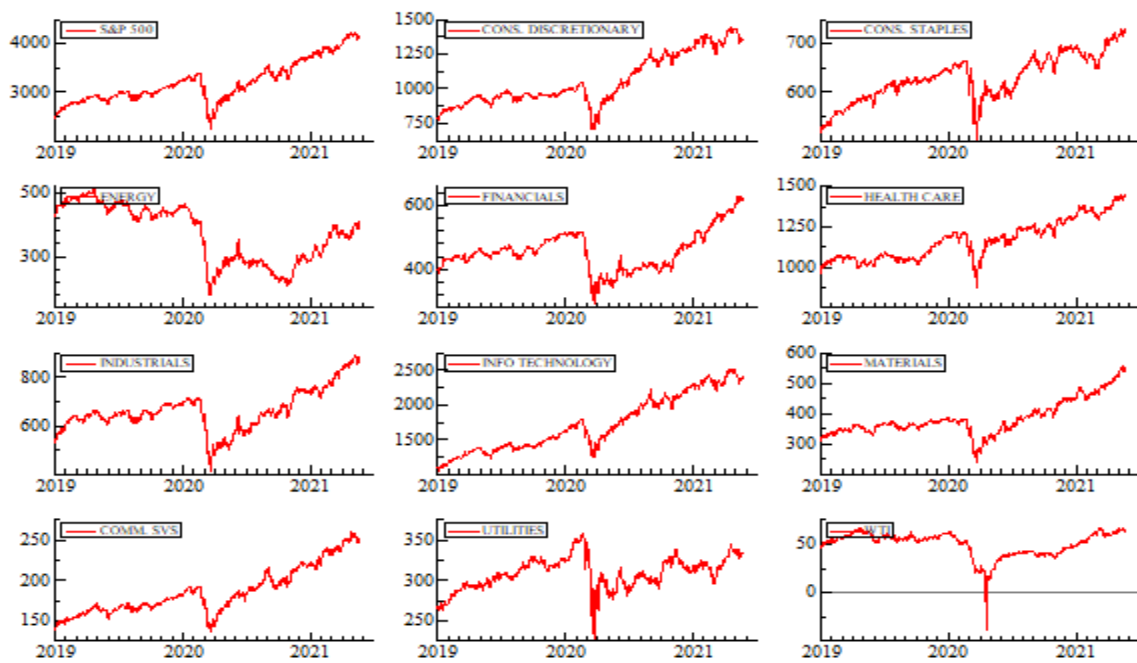 S&P 500
4000
3000
2019 2020 2021
CONS. DISCRETIONARY
1500
1250
1000
750
2019 2020 2021
CONS. STAPLES
700
600
2019 2020 2021
ENERGY
500
300
2019 2020 2021
FINANCIALS
600
400
2019 2020 2021
HEALTH CARE
1500
1250
1000
2019 2020 2021
INDUSTRIALS
800
600
2019 2020 2021
INFO TECHNOLOGY
2500
2000
1500
2019 2020 2021
MATERIALS
600
500
400
300
2019 2020 2021
COMM. SVS
250
200
150
2019 2020 2021
UTILITIES
350
300
250
2019 2020 2021
WTI
50
0
2019 2020 2021